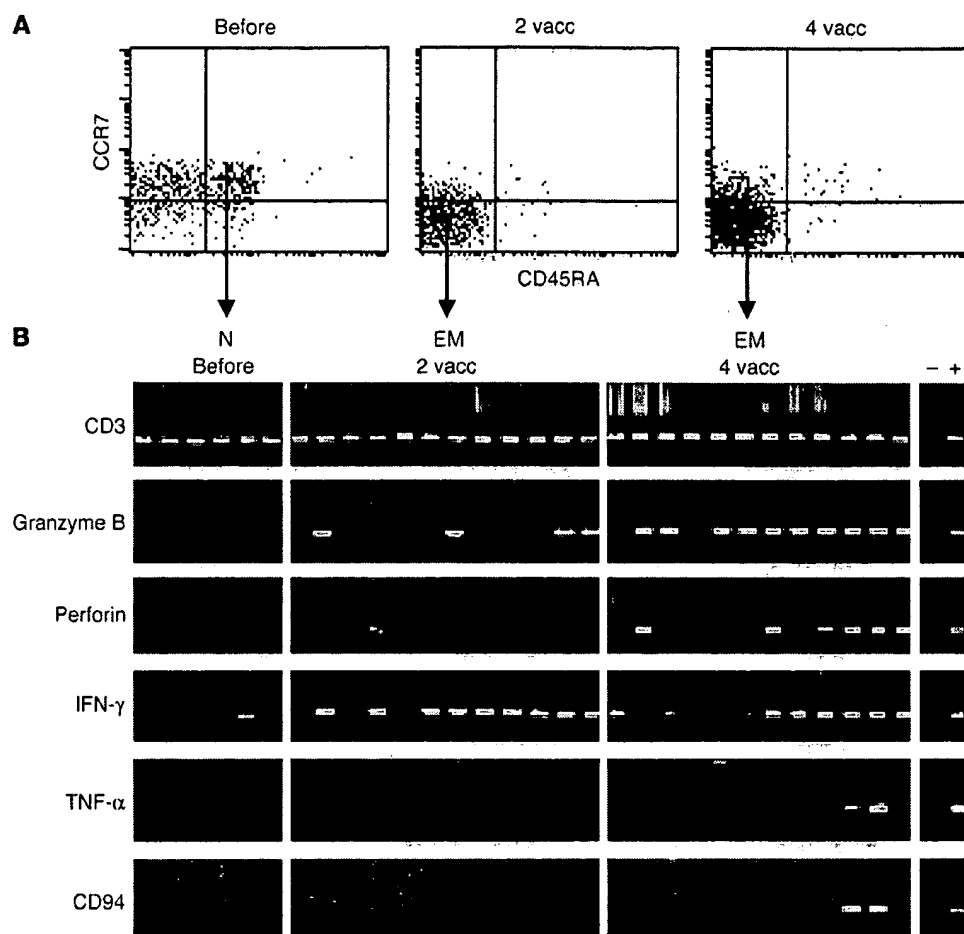 A
Before 2 vacc 4 vacc
CCR7
CD45RA
N EM EM
B
Before 2 vacc 4 vacc – +
CD3
Granzyme B
Perforin
IFN-γ
TNF-α
CD94